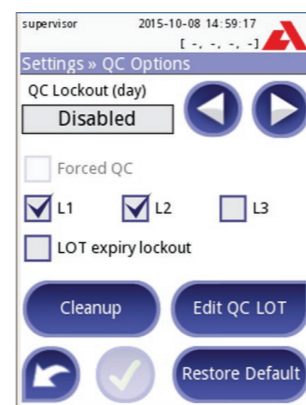 supervisor 2015-10-08 14:59:17
[ -, -, -, -]
Settings » QC Options
QC Lockout (day)
Disabled
Forced QC
L1 L2 L3
LOT expiry lockout
Cleanup Edit QC LOT
Restore Default